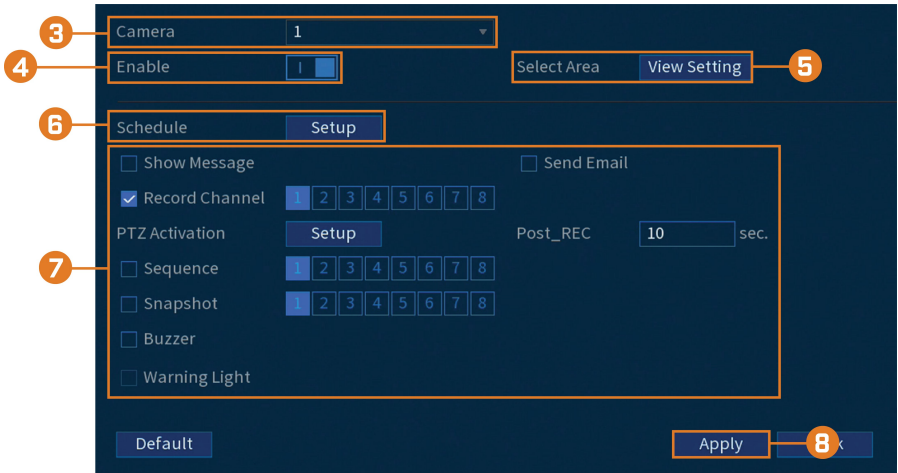 3 Camera 1
4 Enable Select Area View Setting 5
6 Schedule Setup
Show Message Send Email
Record Channel 1 2 3 4 5 6 7 8
PTZ Activation Setup Post_REC 10 sec.
7 Sequence 1 2 3 4 5 6 7 8
Snapshot 1 2 3 4 5 6 7 8
Buzzer
Warning Light
Default Apply 8